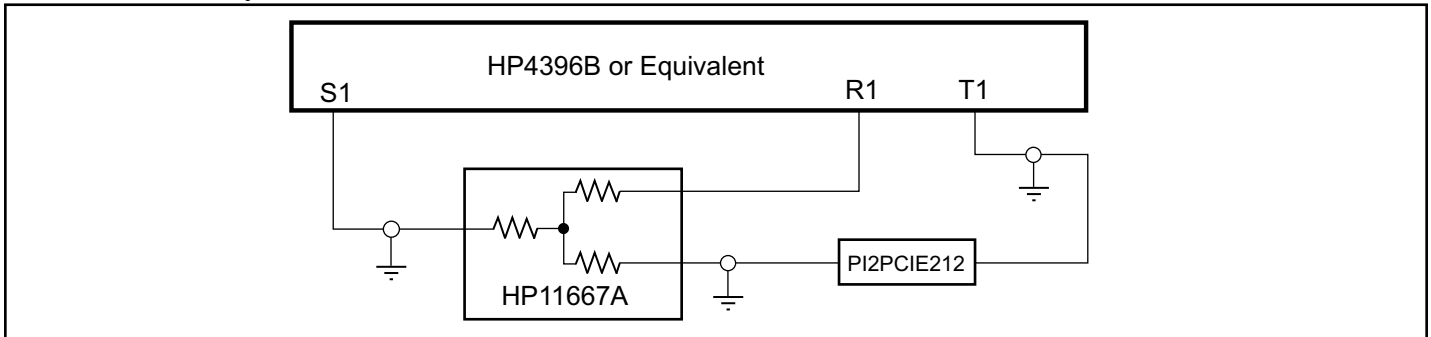 HP4396B or Equivalent
S1
R1
T1
PI2PCIE212
HP11667A